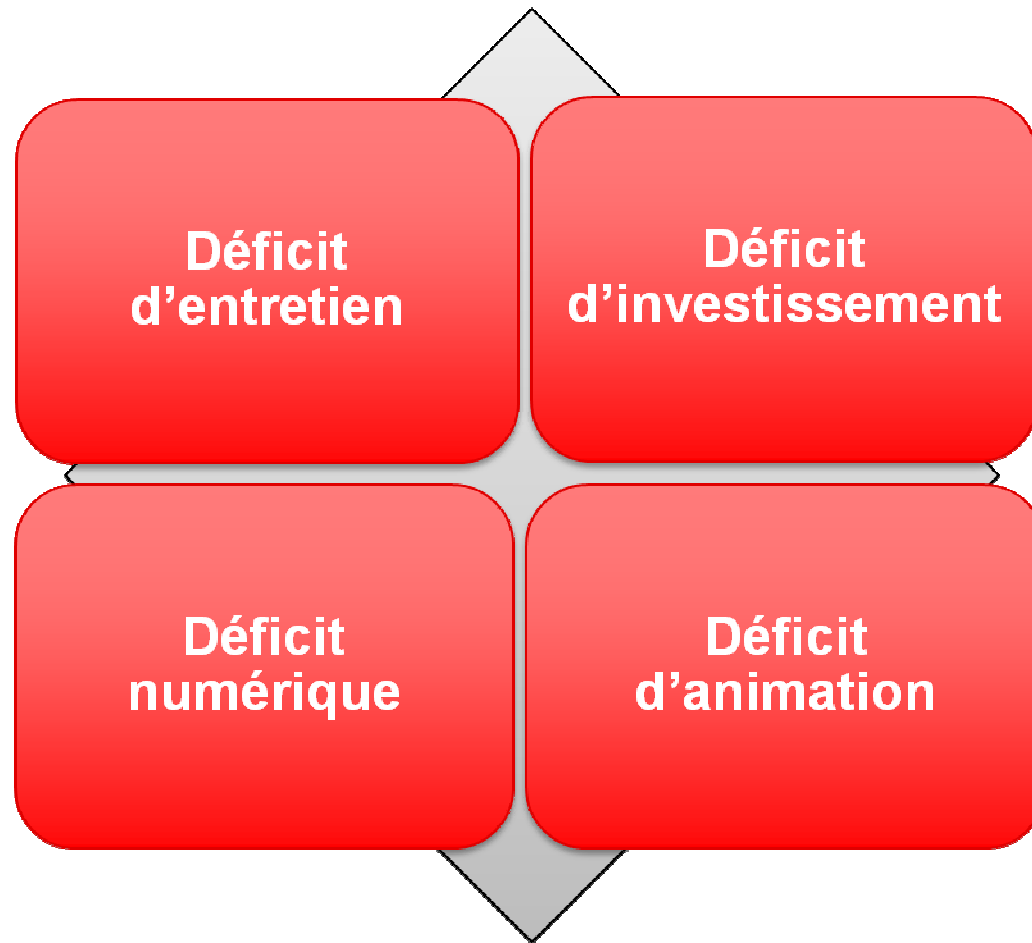 Déficit
d’entretien
Déficit
d’investissement
Déficit
numérique
Déficit
d’animation